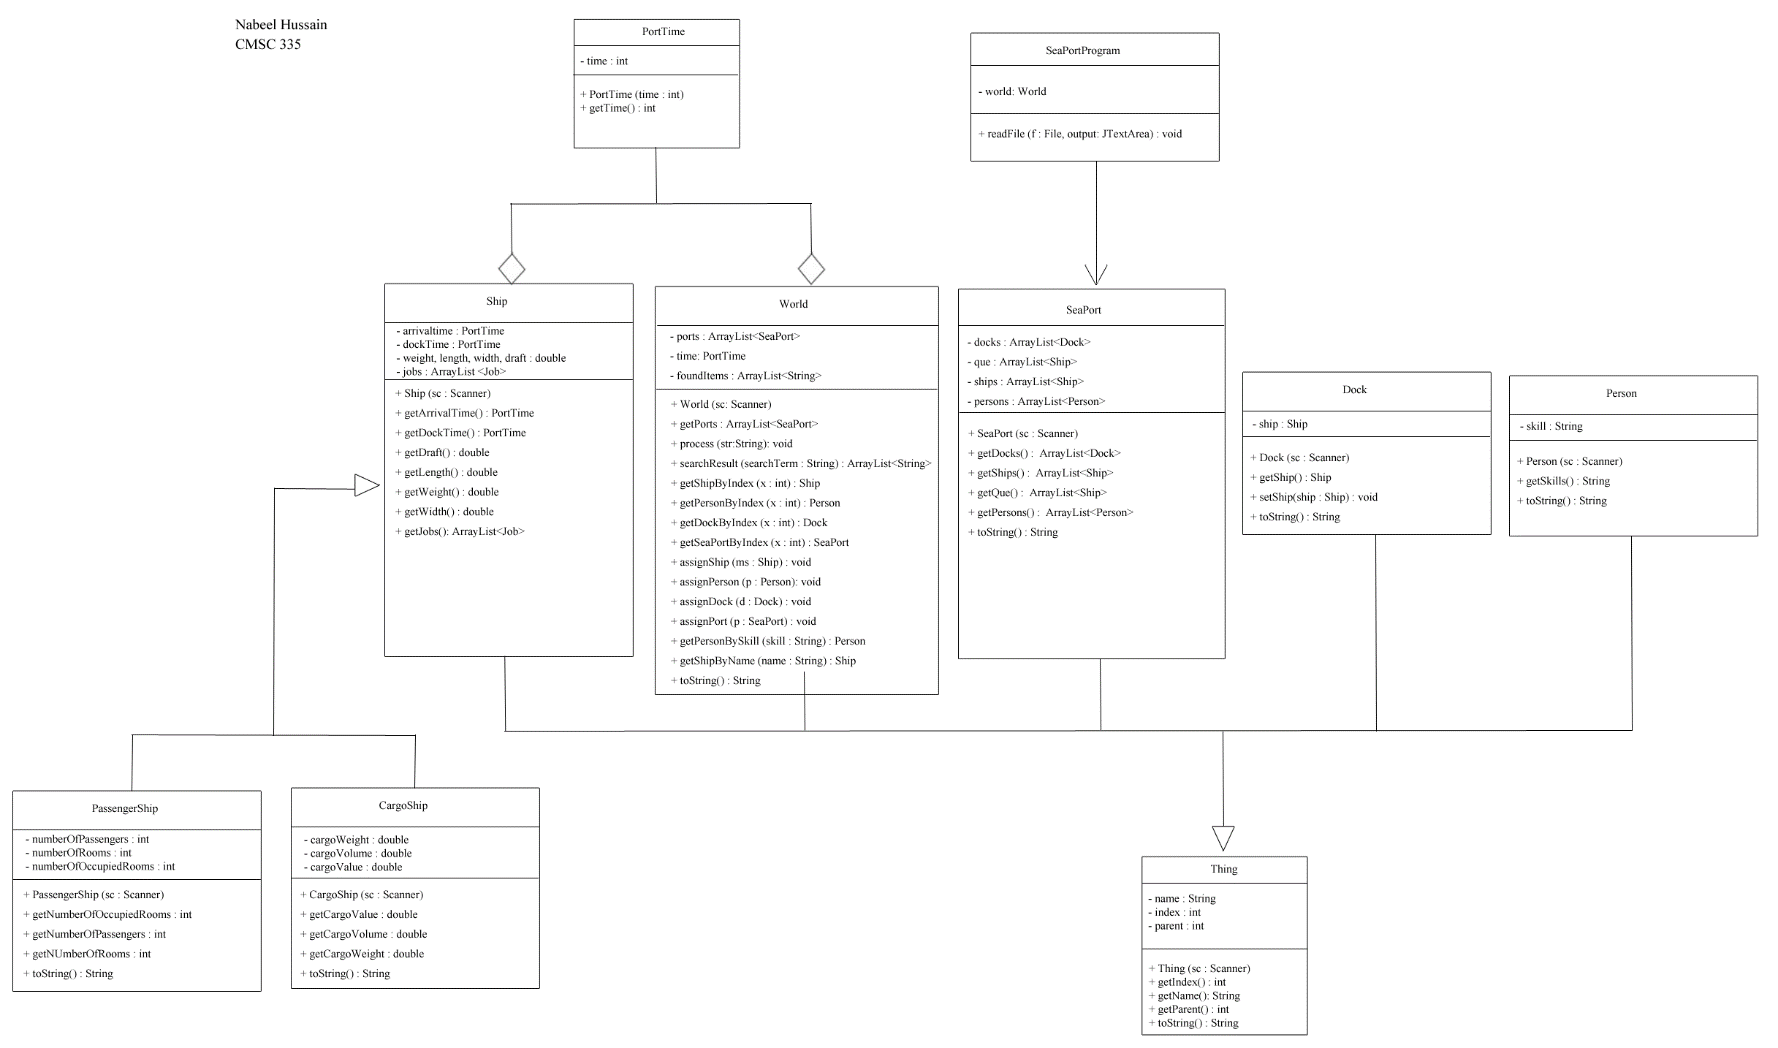 Nabeel Hussain
CMSC 335
PortTime
- time : int
+ PortTime (time : int)
+ getTime() : int
SeaPortProgram
- world: World
+ readFile (f : File, output: JTextArea) : void
Ship
- arrivaltime : PortTime
- dockTime : PortTime
- weight, length, width, draft : double
- jobs : ArrayList <Job>
+ Ship (sc : Scanner)
+ getArrivalTime() : PortTime
+ getDockTime() : PortTime
+ getDraft() : double
+ getLength() : double
+ getWeight() : double
+ getWidth() : double
+ getJobs(): ArrayList<Job>
World
- ports : ArrayList<SeaPort>
- time: PortTime
- foundItems : ArrayList<String>
+ World (sc: Scanner)
+ getPorts : ArrayList<SeaPort>
+ process (str:String): void
+ searchResult (searchTerm : String) : ArrayList<String>
+ getShipByIndex (x : int) : Ship
+ getPersonByIndex (x : int) : Person
+ getDockByIndex (x : int) : Dock
+ getSeaPortByIndex (x : int) : SeaPort
+ assignShip (ms : Ship) : void
+ assignPerson (p : Person): void
+ assignDock (d : Dock) : void
+ assignPort (p : SeaPort) : void
+ getPersonBySkill (skill : String) : Person
+ getShipByName (name : String) : Ship
+ toString() : String
SeaPort
- docks : ArrayList<Dock>
- que : ArrayList<Ship>
- ships : ArrayList<Ship>
- persons : ArrayList<Person>
+ SeaPort (sc : Scanner)
+ getDocks() : ArrayList<Dock>
+ getShips() : ArrayList<Ship>
+ getQue() : ArrayList<Ship>
+ getPersons() : ArrayList<Person>
+ toString() : String
Dock
- ship : Ship
+ Dock (sc : Scanner)
+ getShip() : Ship
+ setShip(ship : Ship) : void
+ toString() : String
Person
- skill : String
+ Person (sc : Scanner)
+ getSkills() : String
+ toString() : String
PassengerShip
- numberOfPassengers : int
- numberOfRooms : int
- numberOfOccupiedRooms : int
+ PassengerShip (sc : Scanner)
+ getNumberOfOccupiedRooms : int
+ getNumberOfPassengers : int
+ getNUmberOfRooms : int
+ toString() : String
CargoShip
- cargoWeight : double
- cargoVolume : double
- cargoValue : double
+ CargoShip (sc : Scanner)
+ getCargoValue : double
+ getCargoVolume : double
+ getCargoWeight : double
+ toString() : String
Thing
- name : String
- index : int
- parent : int
+ Thing (sc : Scanner)
+ getIndex() : int
+ getName(): String
+ getParent() : int
+ toString() : String